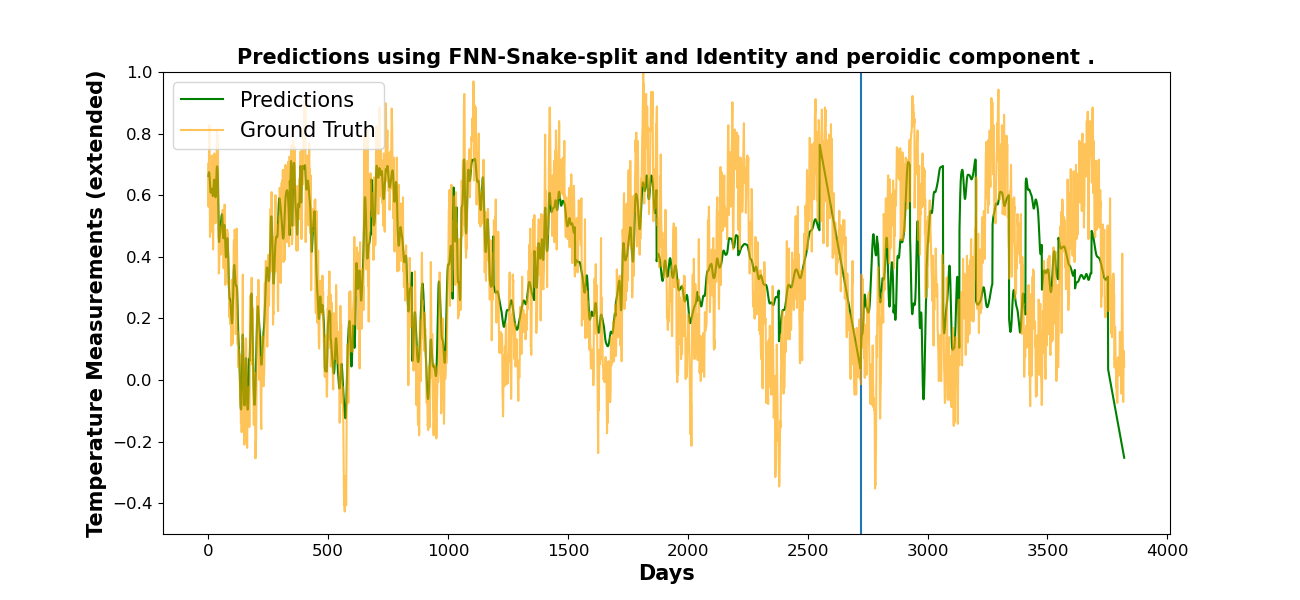 Predictions using FNN-Snake-split and Identity and peroidic component .
Temperature Measurements (extended)
1.0
0.8
0.6
0.4
0.2
0.0
−0.2
−0.4
Predictions
Ground Truth
0 500 1000 1500 2000 2500 3000 3500 4000
Days